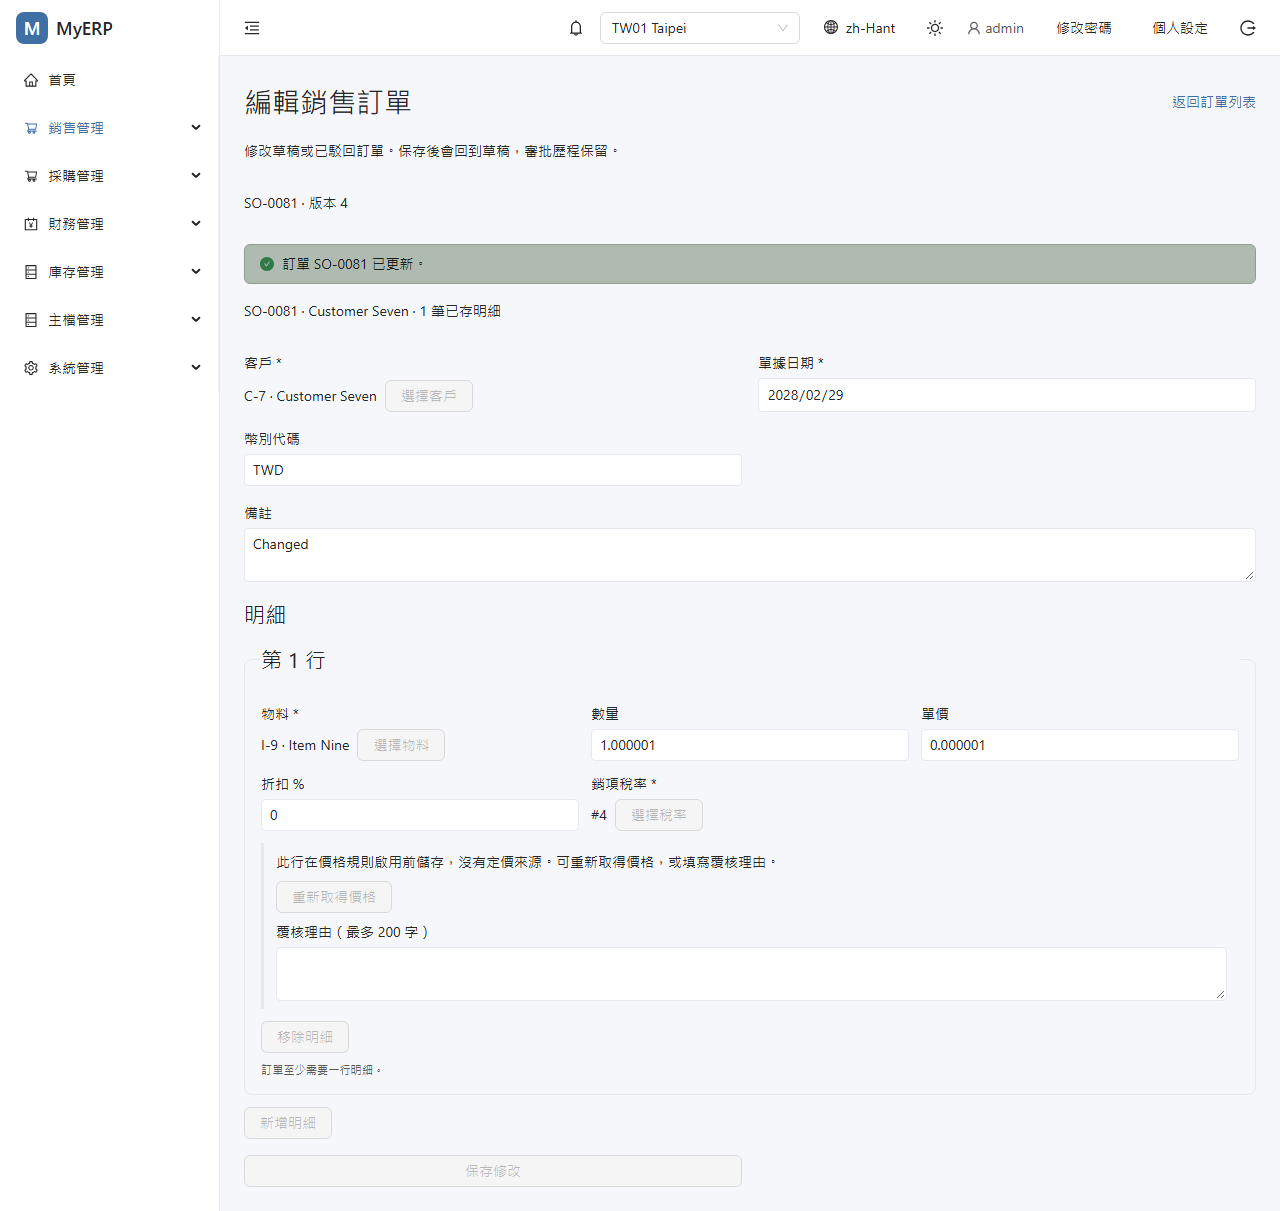 M MyERP
TW01 Taipei
zh-Hant
admin
修改密碼
個人設定
首頁
銷售管理
採購管理
財務管理
庫存管理
主檔管理
系統管理
編輯銷售訂單
返回訂單列表
修改草稿或已駁回訂單。保存後會回到草稿，審批歷程保留。
SO-0081 · 版本 4
訂單 SO-0081 已更新。
SO-0081 · Customer Seven · 1 筆已存明細
客戶 *
C-7 · Customer Seven 選擇客戶
單據日期 *
2028/02/29
幣別代碼
TWD
備註
Changed
明細
第 1 行
物料 *
I-9 · Item Nine 選擇物料
數量
1.000001
單價
0.000001
折扣 %
0
銷項稅率 *
#4 選擇稅率
此行在價格規則啟用前儲存，沒有定價來源。可重新取得價格，或填寫覆核理由。
重新取得價格
覆核理由（最多 200 字）
移除明細
訂單至少需要一行明細。
新增明細
保存修改